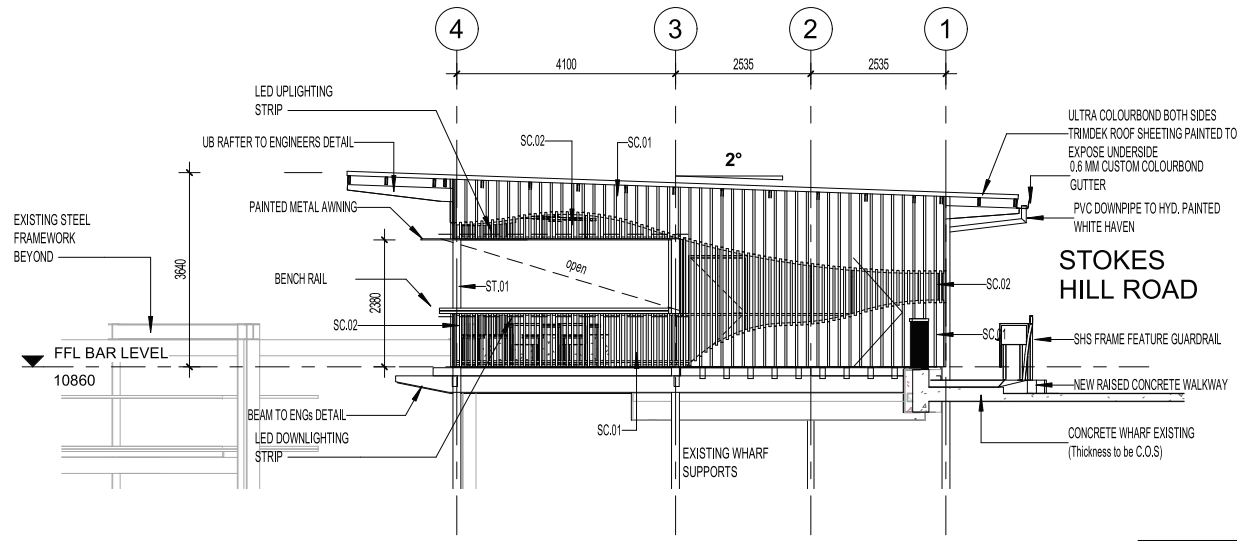 4
3
2
1
4100
2535
2535
LED UPLIGHTING
STRIP
UB RAFTER TO ENGINEERS DETAIL
SC.02
SC.01
2°
ULTRA COLOURBOND BOTH SIDES
TRIMDEK ROOF SHEETING PAINTED TO
EXPOSE UNDERSIDE
0.6 MM CUSTOM COLOURBOND
GUTTER
PVC DOWNPIPE TO HYD. PAINTED
WHITE HAVEN
EXISTING STEEL
FRAMEWORK
BEYOND
PAINTED METAL AWNING
3640
2380
open
BENCH RAIL
ST.01
SC.02
SC.02
STOKES
HILL ROAD
SC.01
SHS FRAME FEATURE GUARDRAIL
FFL BAR LEVEL
10860
NEW RAISED CONCRETE WALKWAY
BEAM TO ENGs DETAIL
SC.01
LED DOWNLIGHTING
STRIP
EXISTING WHARF
SUPPORTS
CONCRETE WHARF EXISTING
(Thickness to be C.O.S)